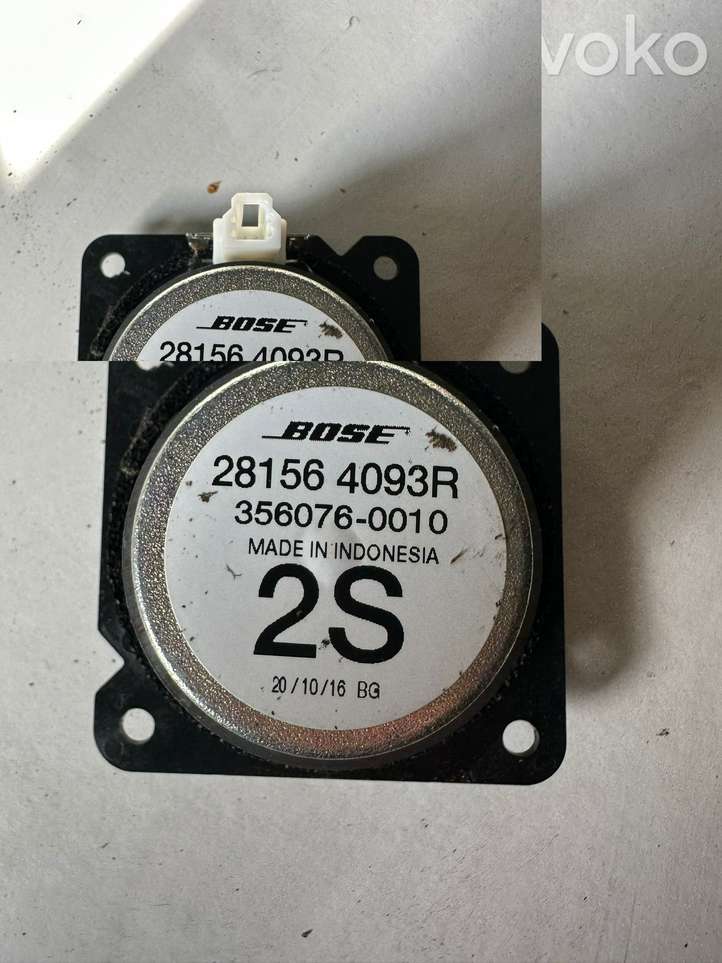 voko
BOSE
28156 4093R
BOSE
28156 4093R
356076-0010
MADE IN INDONESIA
2S
20/10/16 BG